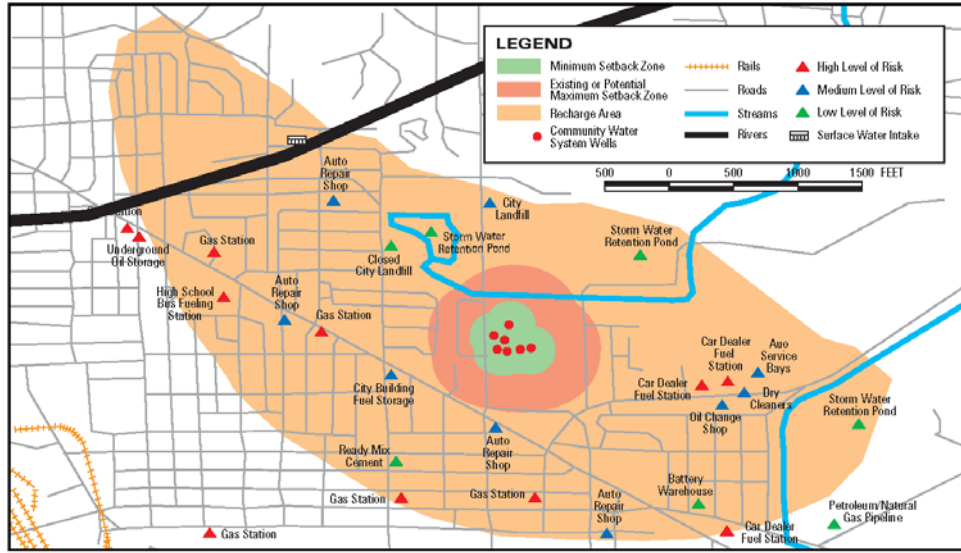 LEGEND
Minimum Setback Zone
Existing or Potential
Maximum Setback Zone
Recharge Area
Community Water
System Wells
Rails
Roads
Streams
Rivers
High Level of Risk
Medium Level of Risk
Low Level of Risk
Surface Water Intake
500 0 500 1000 1500 FEET
Auto
Repair
Shop
City
Landfill
Storm Water
Retention Pond
Storm Water
Retention Pond
Closed
City Landfill
Station
Underground
Oil Storage
Gas Station
High School
Bus Fueling
Station
Auto
Repair
Shop
Gas Station
City Building
Fuel Storage
Car Dealer
Fuel
Station
Auo
Service
Bays
Car Dealer
Fuel Station
Dry
Cleaners
Oil Change
Shop
Storm Water
Retention Pond
Auto
Repair
Shop
Ready Mix
Cement
Gas Station
Gas Station
Auto
Repair
Shop
Battery
Warehouse
Petroleum/Natural
Gas Pipeline
Car Dealer
Fuel Station
Gas Station